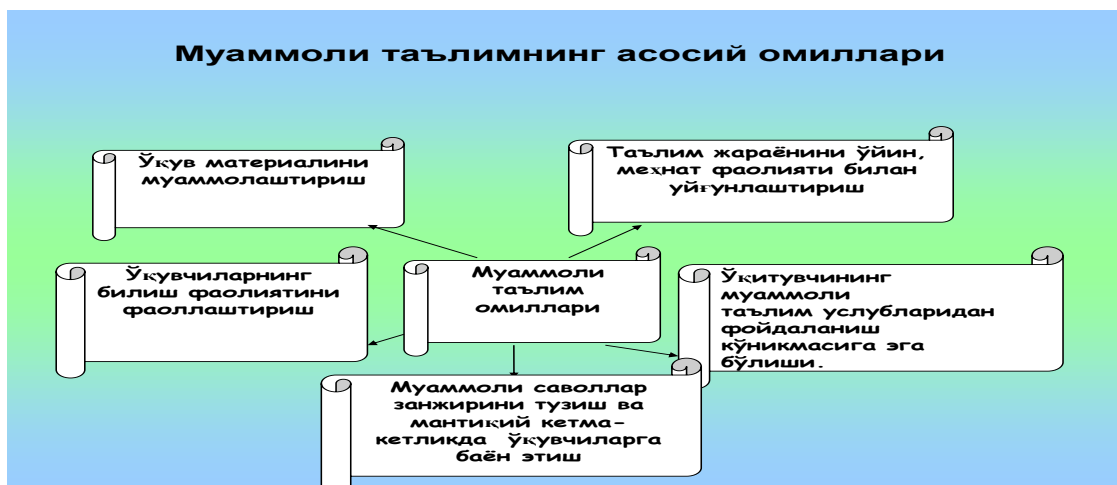 Муаммоли таълимнинг асосий омиллари
Ўқув материалини
муаммолаштириш
Таълим жараёнини ўйин,
меҳнат фаолияти билан
уйғунлаштириш
Ўқувчиларнинг
билиш фаолиятини
фаоллаштириш
Муаммоли
таълим
омиллари
Ўқитувчининг
муаммоли
таълим услубларидан
фойдаланиш
кўникмасига эга
бўлиши.
Муаммоли саволлар
занжирини тузиш ва
мантиқий кетма-
кетликда ўқувчиларга
баён этиш